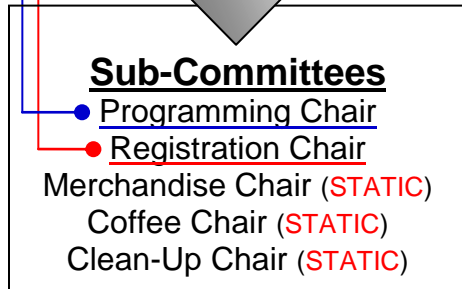 Sub-Committees
Programming Chair
Registration Chair
Merchandise Chair (STATIC)
Coffee Chair (STATIC)
Clean-Up Chair (STATIC)